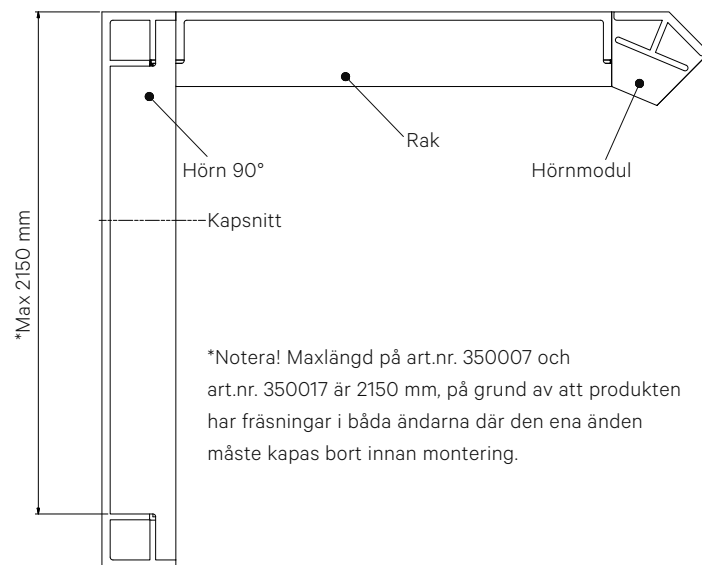 Rak
Hörn 90°
Hörnmodul
Kapsnitt
*Max 2150 mm
*Notera! Maxlängd på art.nr. 350007 och
art.nr. 350017 är 2150 mm, på grund av att produkten
har fräsningar i båda ändarna där den ena änden
måste kapas bort innan montering.